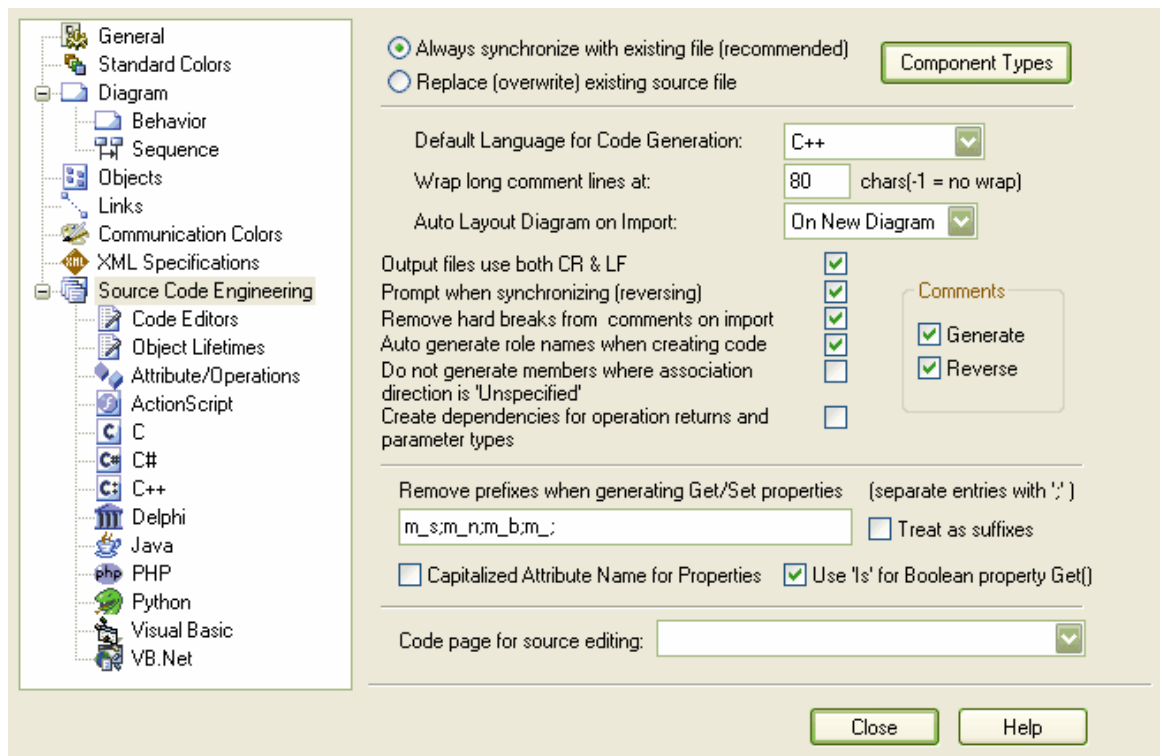 General
Standard Colors
Diagram
Behavior
Sequence
Objects
Links
Communication Colors
XML Specifications
Source Code Engineering
Code Editors
Object Lifetimes
Attribute/Operations
ActionScript
C
C#
C++
Delphi
Java
PHP
Python
Visual Basic
VB.Net
Always synchronize with existing file (recommended)
Replace (overwrite) existing source file
Component Types
Default Language for Code Generation: C++
Wrap long comment lines at: 80 chars(-1 = no wrap)
Auto Layout Diagram on Import: On New Diagram
Output files use both CR & LF
Prompt when synchronizing (reversing)
Remove hard breaks from comments on import
Auto generate role names when creating code
Do not generate members where association
direction is 'Unspecified'
Create dependencies for operation returns and
parameter types
Comments
Generate
Reverse
Remove prefixes when generating Get/Set properties (separate entries with ';' )
m_s;m_n;m_b;m_;
Treat as suffixes
Capitalized Attribute Name for Properties
Use 'Is' for Boolean property Get()
Code page for source editing:
Close
Help